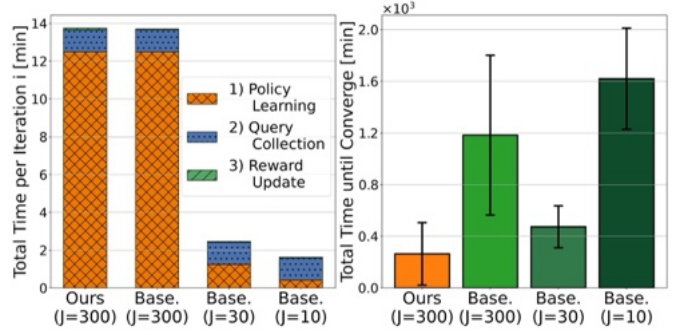 Total Time per Iteration i [min]
14
12
10
8
6
4
2
0
1) Policy
Learning
2) Query
Collection
3) Reward
Update
Ours
(J=300)
Base.
(J=300)
Base.
(J=30)
Base.
(J=10)
Total Time until Converge [min]
×10³
2.0
1.6
1.2
0.8
0.4
0.0
Ours
(J=300)
Base.
(J=300)
Base.
(J=30)
Base.
(J=10)